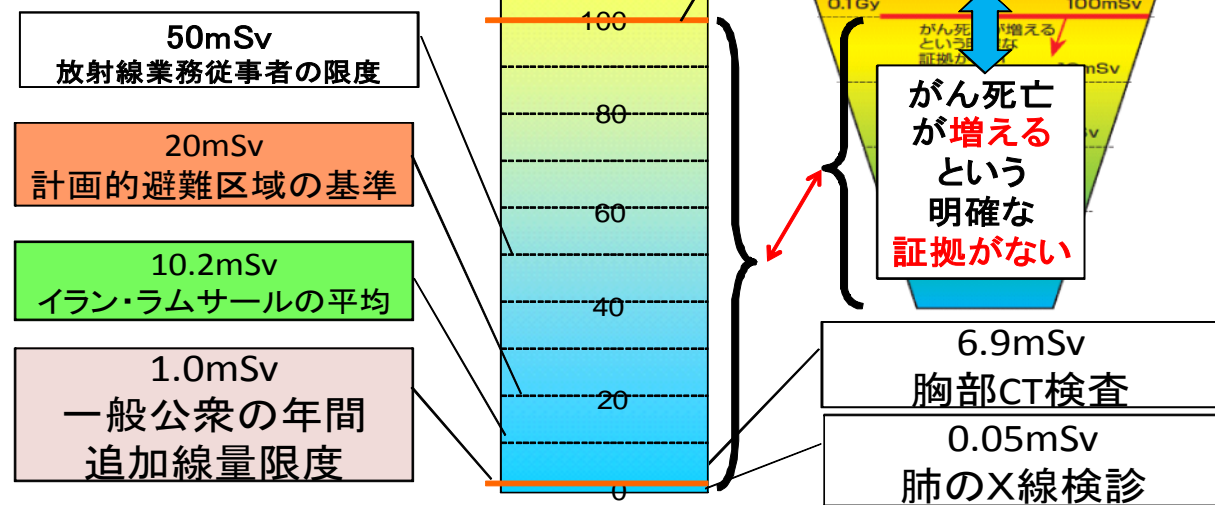 50mSv
放射線業務従事者の限度
20mSv
計画的避難区域の基準
10.2mSv
イラン・ラムサールの平均
1.0mSv
一般公衆の年間
追加線量限度
100
80
60
40
20
0
0.1Gy
100mSv
がん死亡
が増える
という
明確な
証拠がない
6.9mSv
胸部CT検査
0.05mSv
肺のX線検診